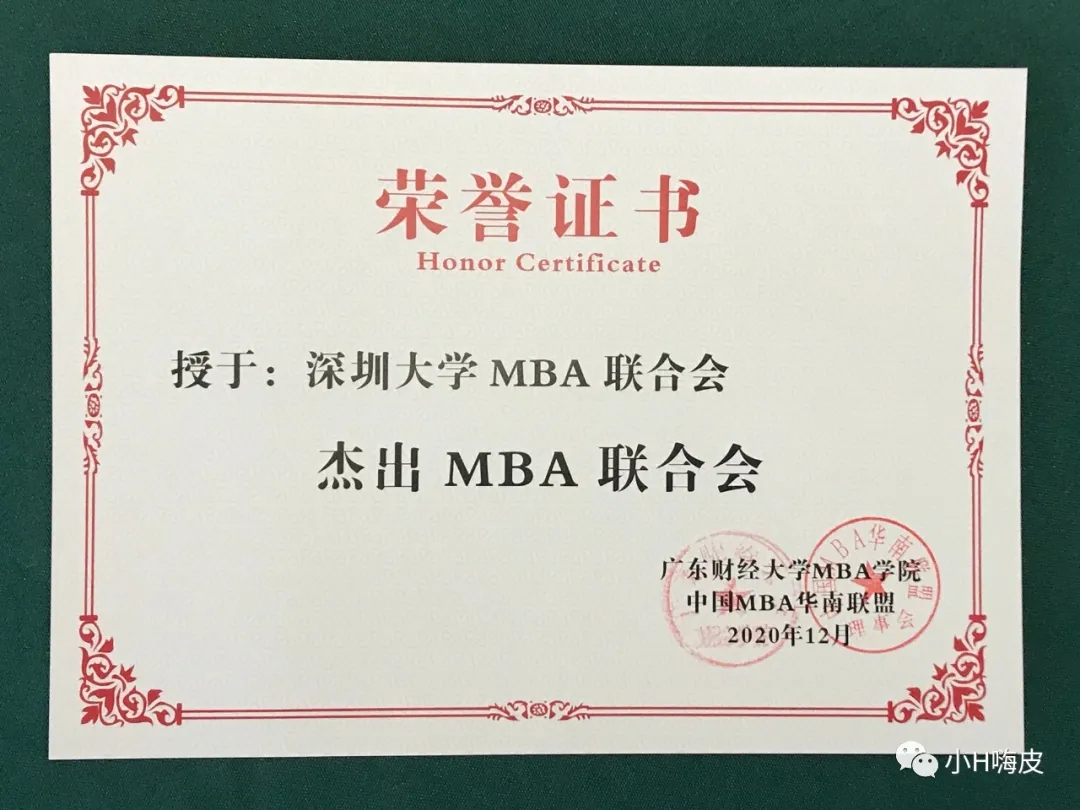 荣誉证书
Honor Certificate
授于：深圳大学 MBA 联合会
杰出 MBA 联合会
广东财经大学MBA学院
中国MBA华南联盟
2020年12月
小H嗨皮